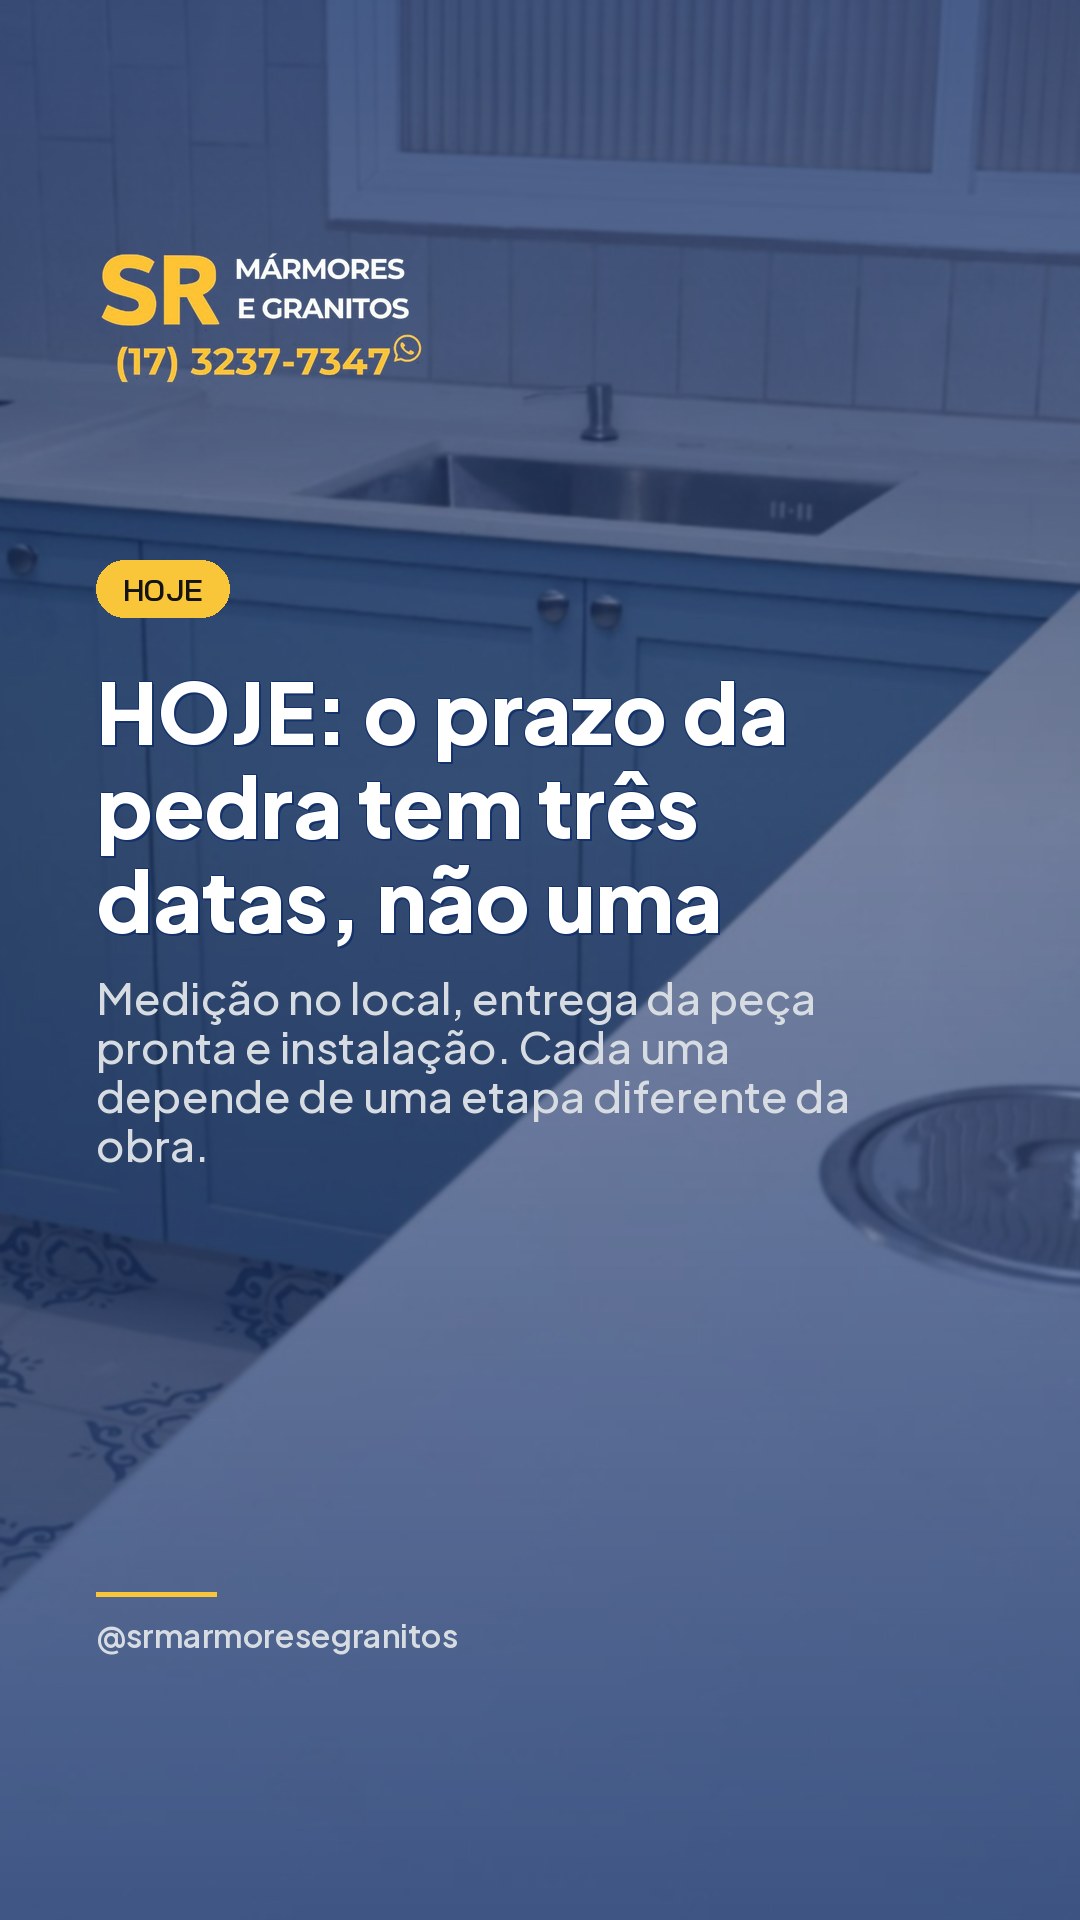 SR MÁRMORES
E GRANITOS
(17) 3237-7347
HOJE
HOJE: o prazo da
pedra tem três
datas, não uma
Medição no local, entrega da peça
pronta e instalação. Cada uma
depende de uma etapa diferente da
obra.
@srmarmoresegranitos